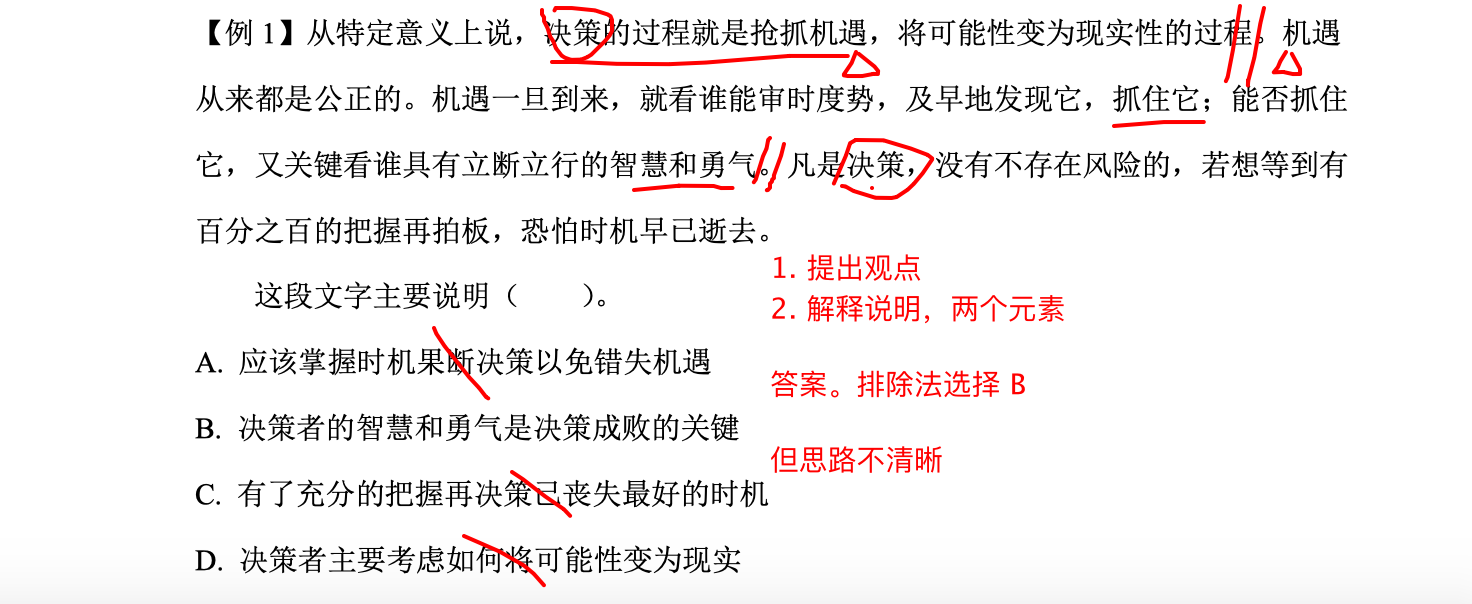 【例 1】从特定意义上说，决策的过程就是抢抓机遇，将可能性变为现实性的过程。机遇
从来都是公正的。机遇一旦到来，就看谁能审时度势，及早地发现它，抓住它；能否抓住
它，又关键看谁具有立断立行的智慧和勇气。凡是决策，没有不存在风险的，若想等到有
百分之百的把握再拍板，恐怕时机早已逝去。
1. 提出观点
这段文字主要说明（　　）。
2. 解释说明，两个元素
A. 应该掌握时机果断决策以免错失机遇
答案。排除法选择 B
B. 决策者的智慧和勇气是决策成败的关键
但思路不清晰
C. 有了充分的把握再决策已丧失最好的时机
D. 决策者主要考虑如何将可能性变为现实